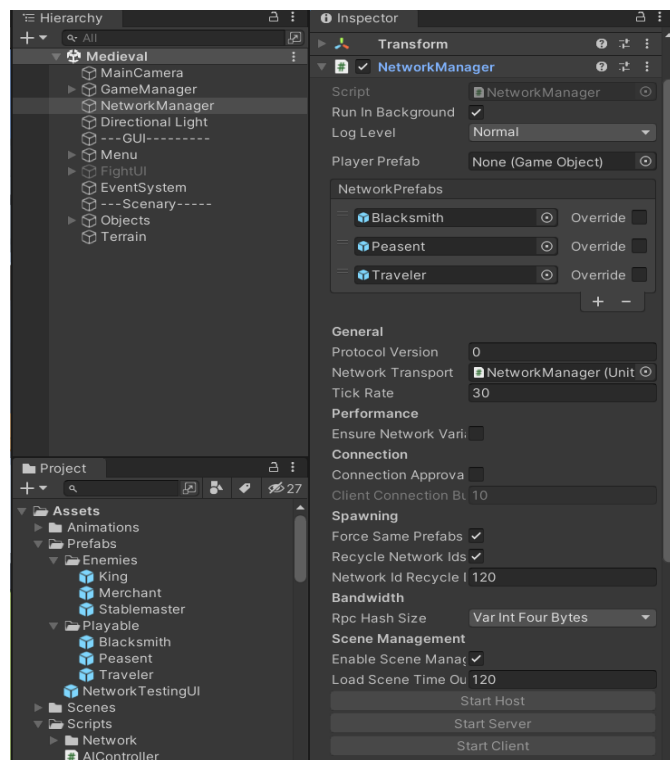 Hierarchy
All
Medieval
MainCamera
GameManager
NetworkManager
Directional Light
---GUI---------
Menu
FightUI
EventSystem
---Scenary-----
Objects
Terrain
Project
27
Assets
Animations
Prefabs
Enemies
King
Merchant
Stablemaster
Playable
Blacksmith
Peasent
Traveler
NetworkTestingUI
Scenes
Scripts
Network
AIController
Inspector
Transform
# NetworkManager
Script # NetworkManager
Run In Background
Log Level Normal
Player Prefab None (Game Object)
NetworkPrefabs
Blacksmith Override
Peasent Override
Traveler Override
+ −
General
Protocol Version 0
Network Transport # NetworkManager (Unit
Tick Rate 30
Performance
Ensure Network Vari
Connection
Connection Approva
Client Connection Bu 10
Spawning
Force Same Prefabs
Recycle Network Ids
Network Id Recycle I 120
Bandwidth
Rpc Hash Size Var Int Four Bytes
Scene Management
Enable Scene Manag
Load Scene Time Ou 120
Start Host
Start Server
Start Client